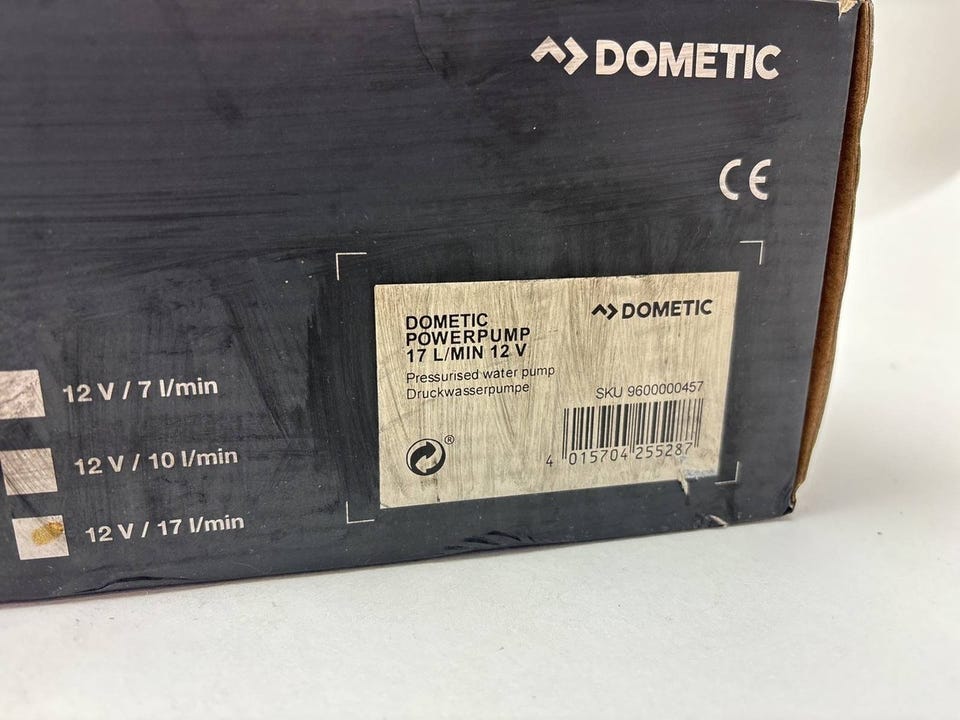 DOMETIC
CE
12 V / 7 l/min
12 V / 10 l/min
12 V / 17 l/min
DOMETIC
POWERPUMP
17 L/MIN 12 V
Pressurised water pump
Druckwasserpumpe
DOMETIC
SKU 9600000457
®
4 015704 255287